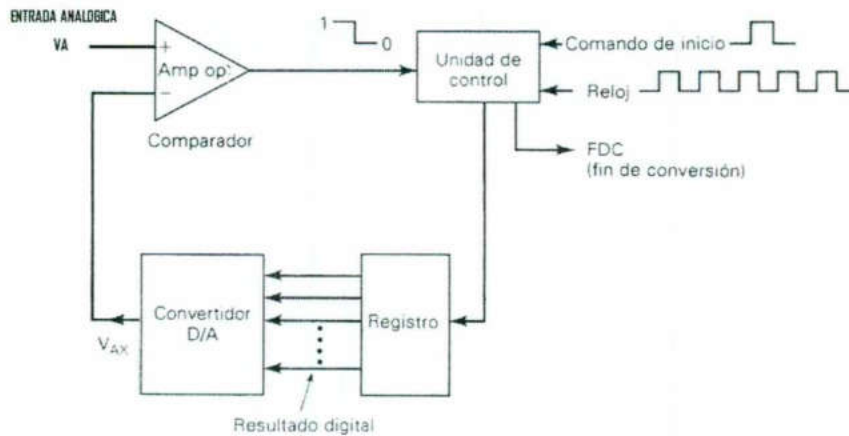 ENTRADA ANALOGICA
VA
+
Amp op'
−
Comparador
1
0
Unidad de
control
Comando de inicio
Reloj
FDC
(fin de conversión)
Convertidor
D/A
Registro
VAX
Resultado digital